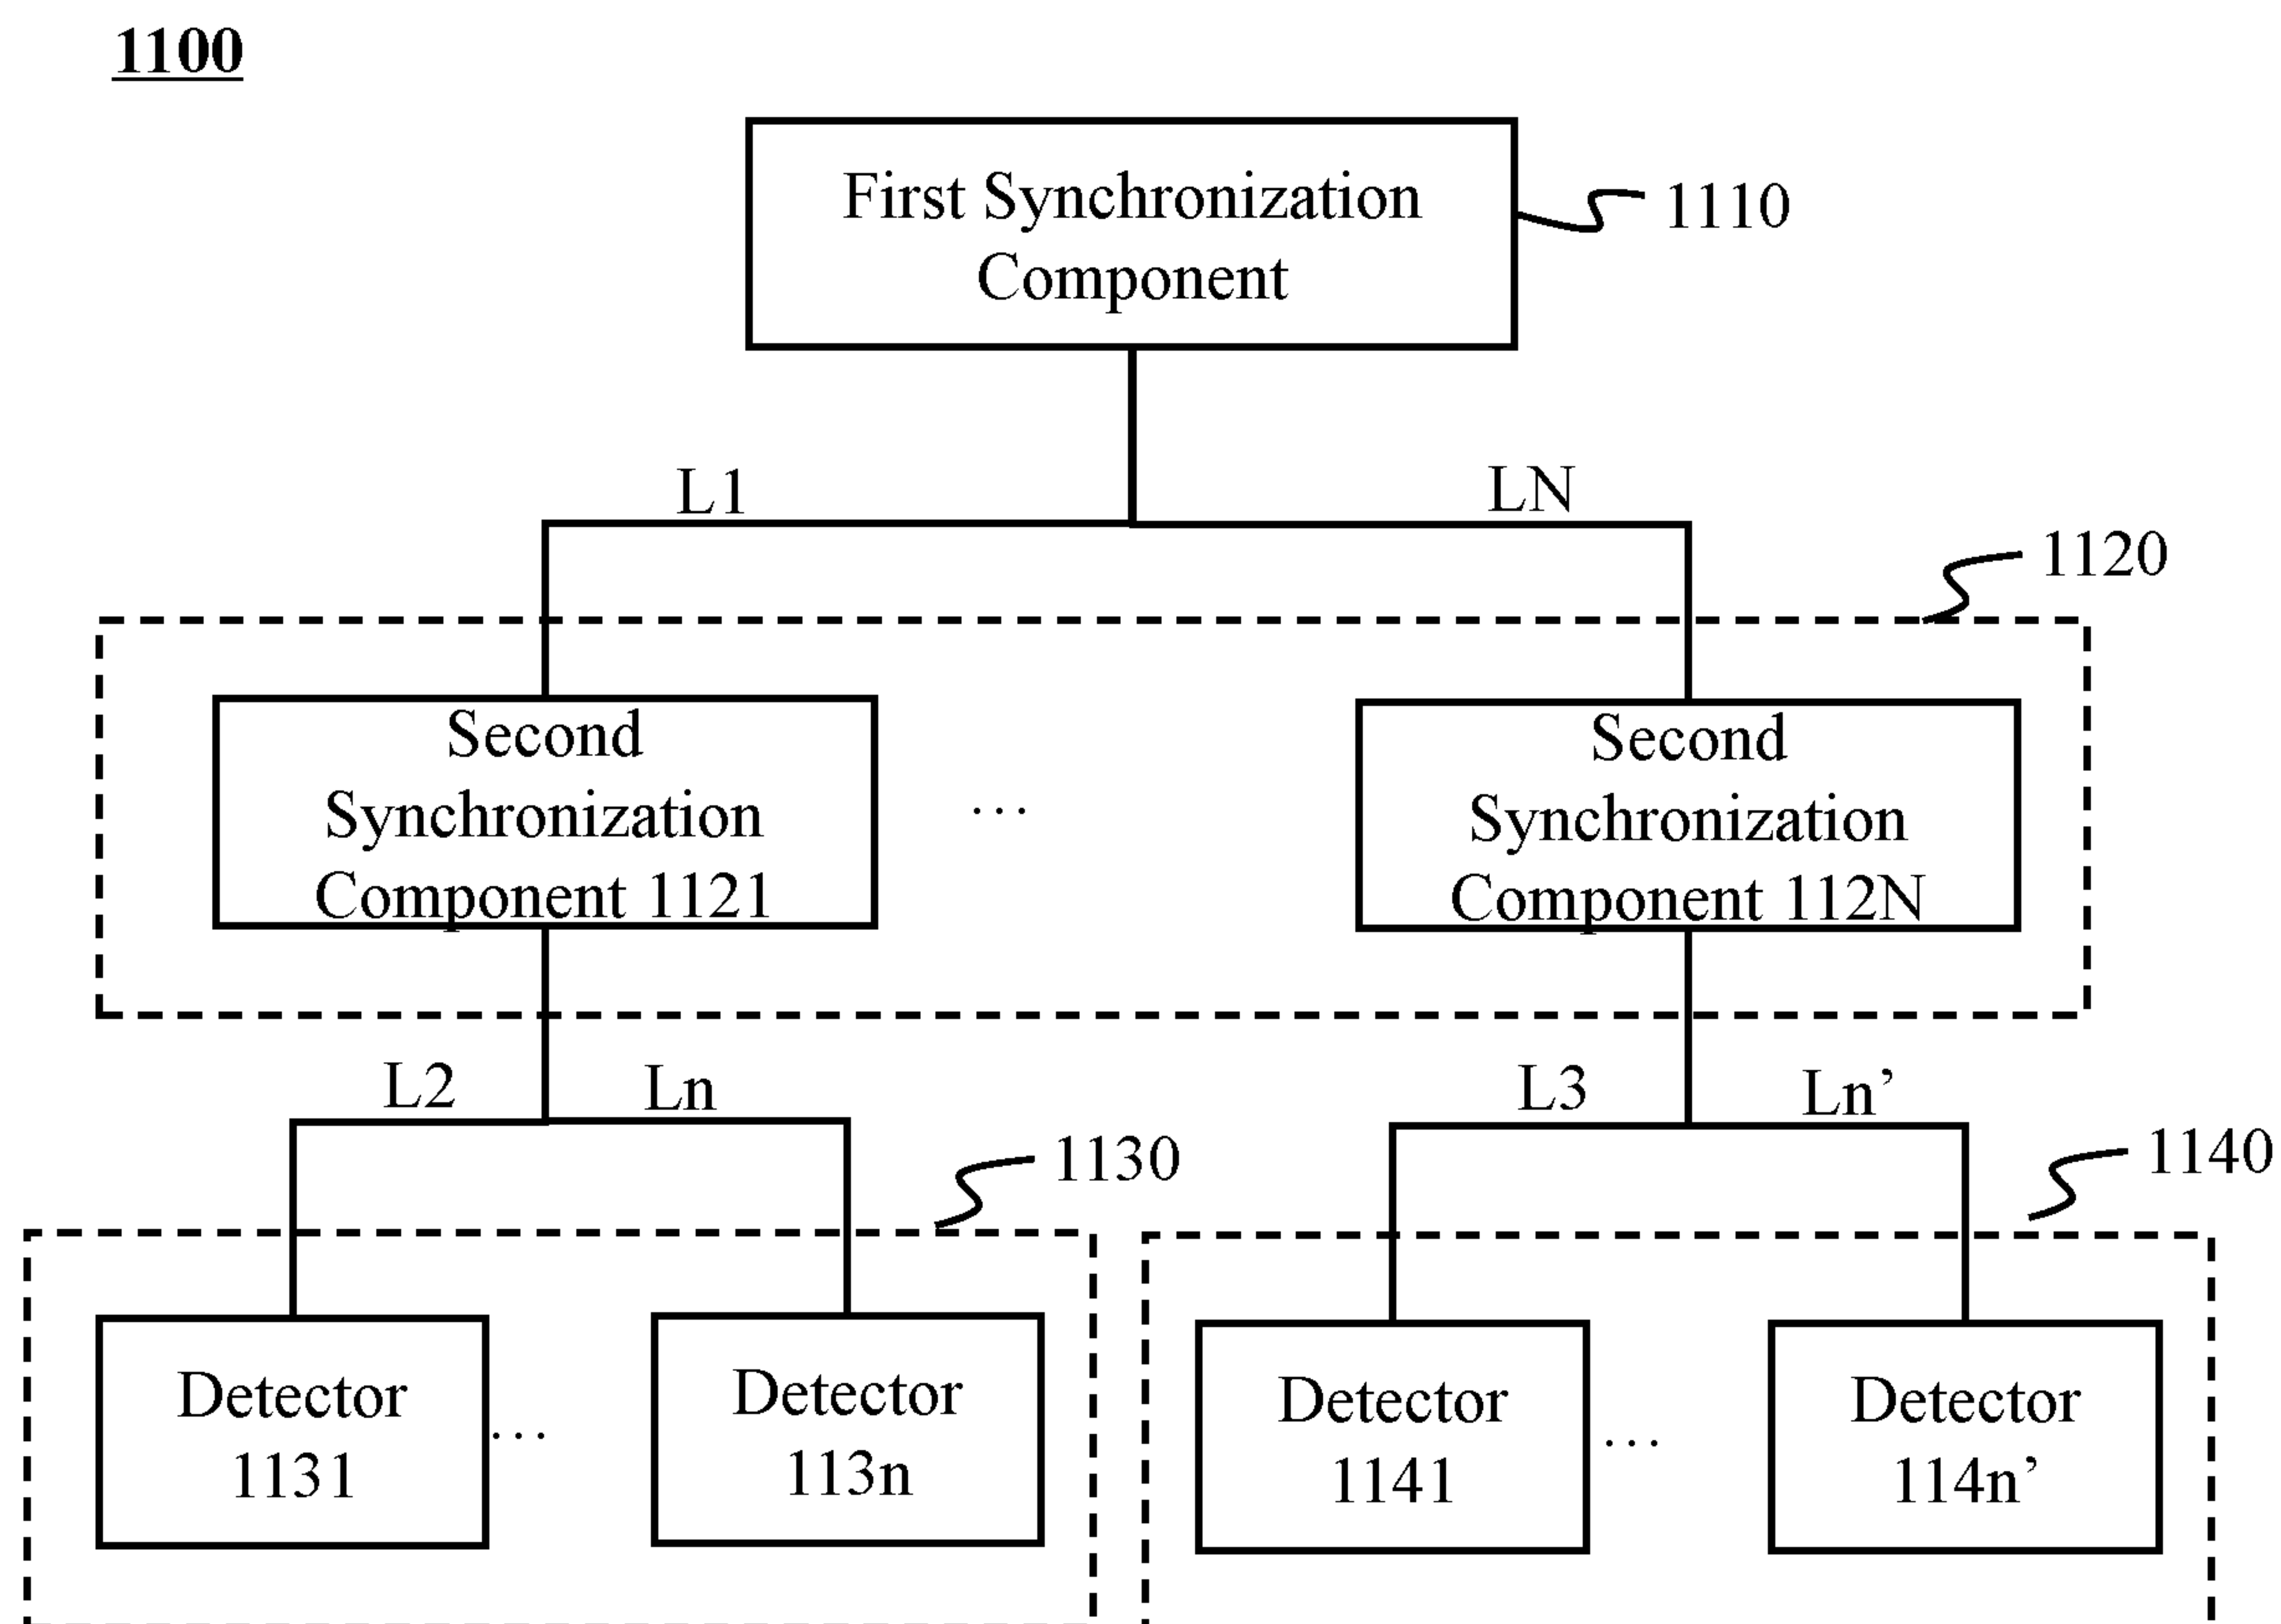 1100
First Synchronization
Component
1110
L1
LN
1120
Second
Synchronization
Component 1121
...
Second
Synchronization
Component 112N
L2
Ln
L3
Ln’
1130
1140
Detector
1131
...
Detector
113n
Detector
1141
...
Detector
114n’